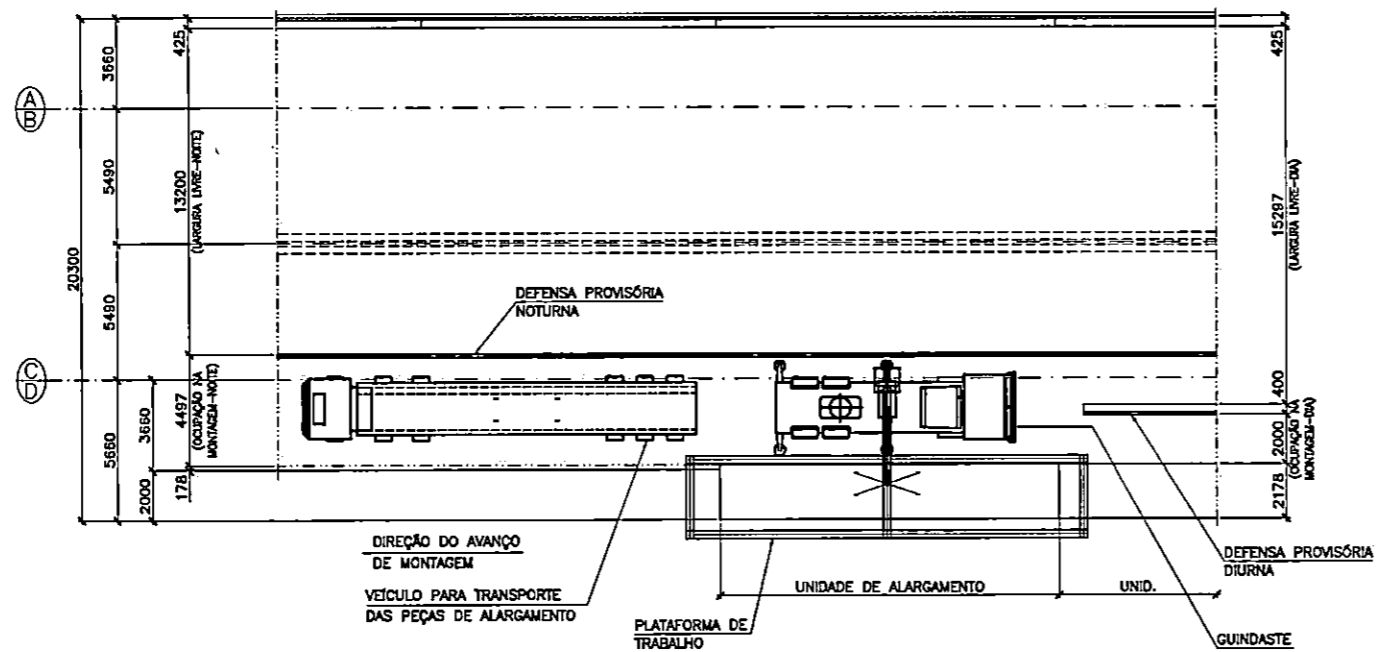 425
3660
A
B
5490
13200
(LARGURA LIVRE-NOITE)
20300
5490
C
D
4497
(OCUPAÇÃO NA
MONTAGEM-NOITE)
3660
5660
178
2000
DEFENSA PROVISÓRIA
NOTURNA
425
15297
(LARGURA LIVRE-DIA)
400
2000
(OCUPAÇÃO NA
MONTAGEM-DIA)
2178
DIREÇÃO DO AVANÇO
DE MONTAGEM
VEÍCULO PARA TRANSPORTE
DAS PEÇAS DE ALARGAMENTO
UNIDADE DE ALARGAMENTO
UNID.
PLATAFORMA DE
TRABALHO
DEFENSA PROVISÓRIA
DIURNA
GUINDASTE